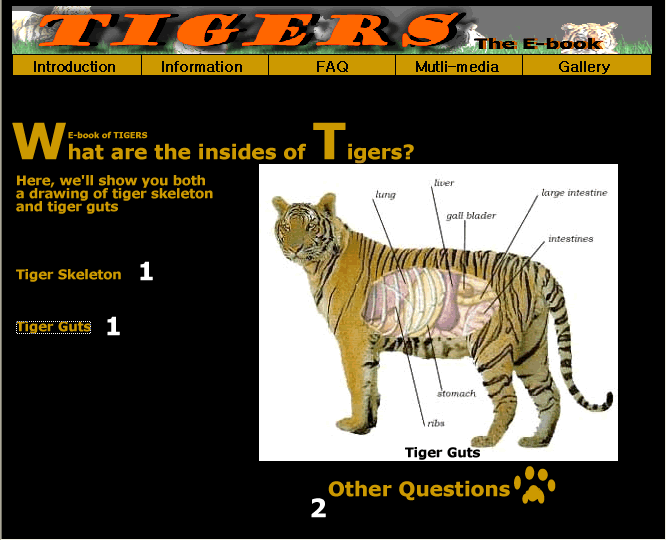 TIGERS
The E-book
Introduction
Information
FAQ
Mutli-media
Gallery
E-book of TIGERS
What are the insides of Tigers?
Here, we'll show you both
a drawing of tiger skeleton
and tiger guts
Tiger Skeleton 1
Tiger Guts 1
lung
liver
gall blader
large intestine
intestines
stomach
ribs
Tiger Guts
Other Questions
2